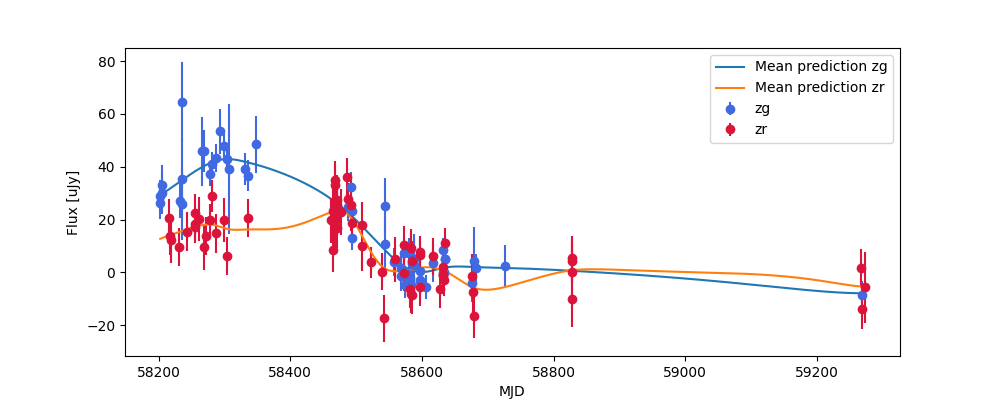 Flux [uJy]
80
60
40
20
0
−20
58200
58400
58600
58800
59000
59200
MJD
Mean prediction zg
Mean prediction zr
zg
zr